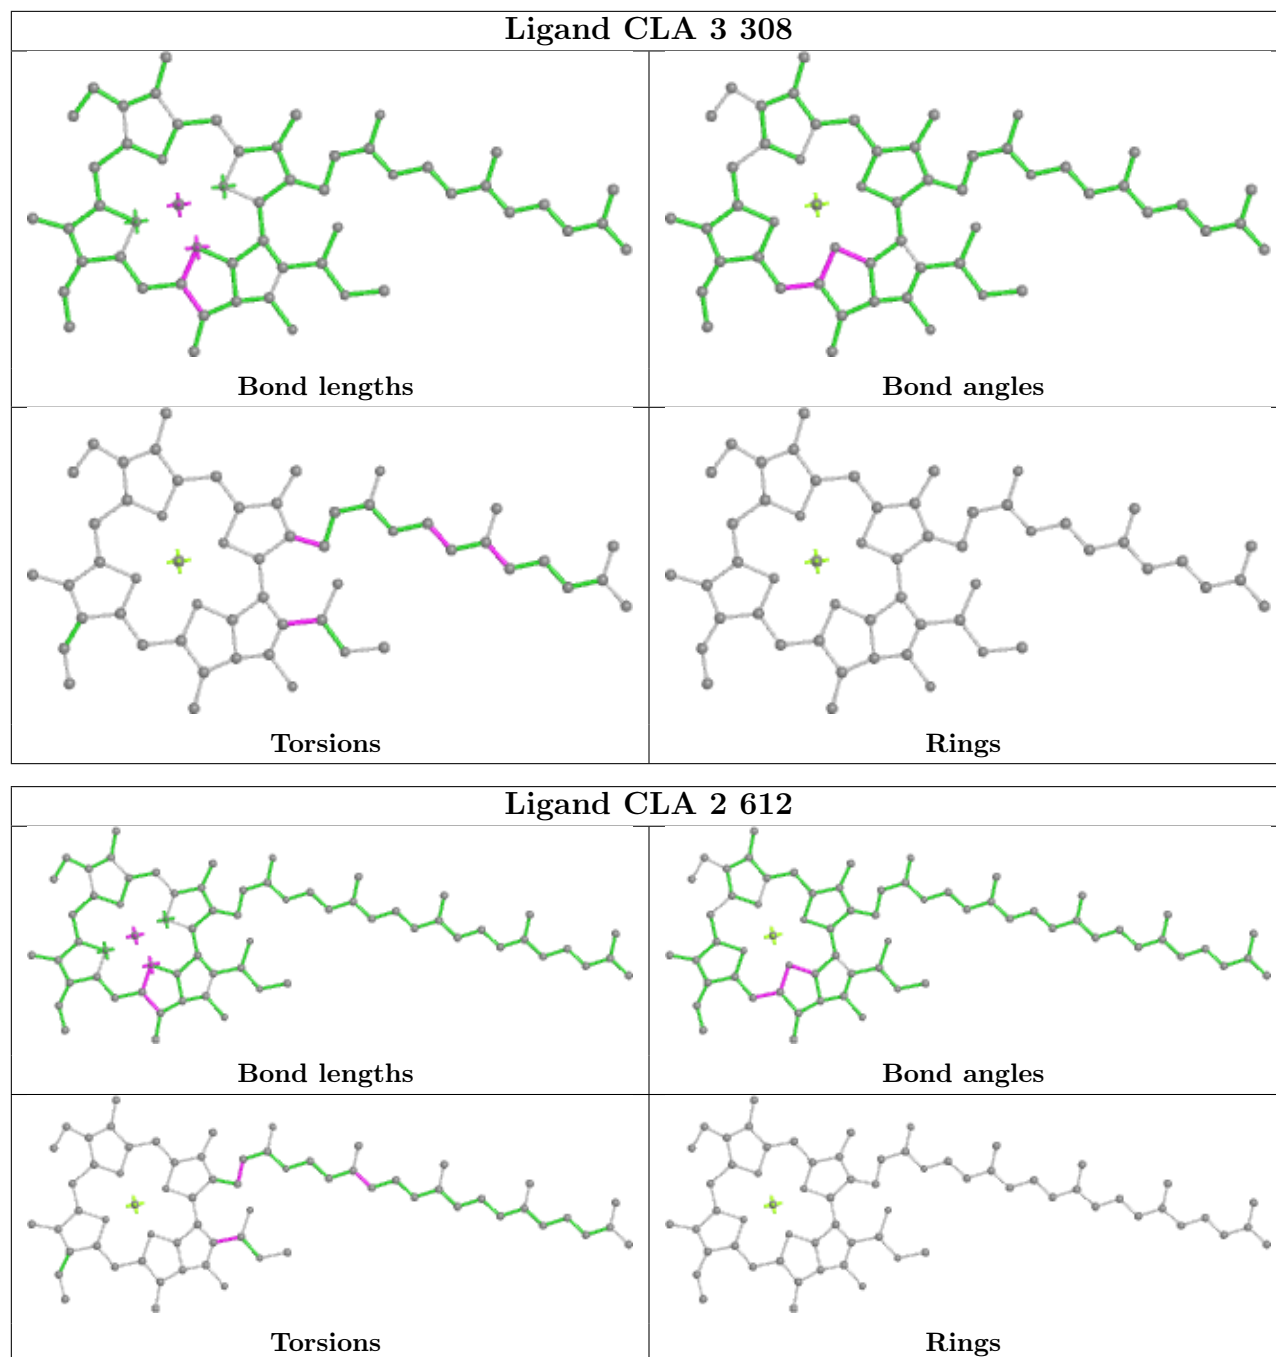 Ligand CLA 3 308
Bond lengths
Bond angles
Torsions
Rings
Ligand CLA 2 612
Bond lengths
Bond angles
Torsions
Rings